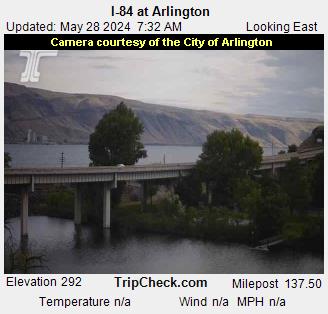 I-84 at Arlington
Updated: May 28 2024 7:32 AM Looking East
Camera courtesy of the City of Arlington
Elevation 292 TripCheck.com Milepost 137.50
Temperature n/a Wind n/a MPH n/a